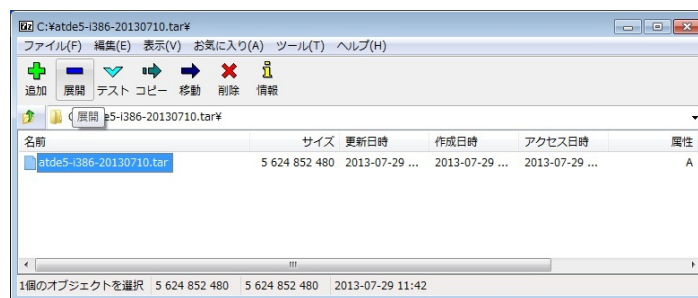 C:¥atde5-i386-20130710.tar¥
ファイル(F) 編集(E) 表示(V) お気に入り(A) ツール(T) ヘルプ(H)
追加 展開 テスト コピー 移動 削除 情報
展開 e5-i386-20130710.tar¥
名前 サイズ 更新日時 作成日時 アクセス日時 属性
atde5-i386-20130710.tar 5 624 852 480 2013-07-29 ... 2013-07-29 ... 2013-07-29 ... A
1個のオブジェクトを選択 5 624 852 480 5 624 852 480 2013-07-29 11:42